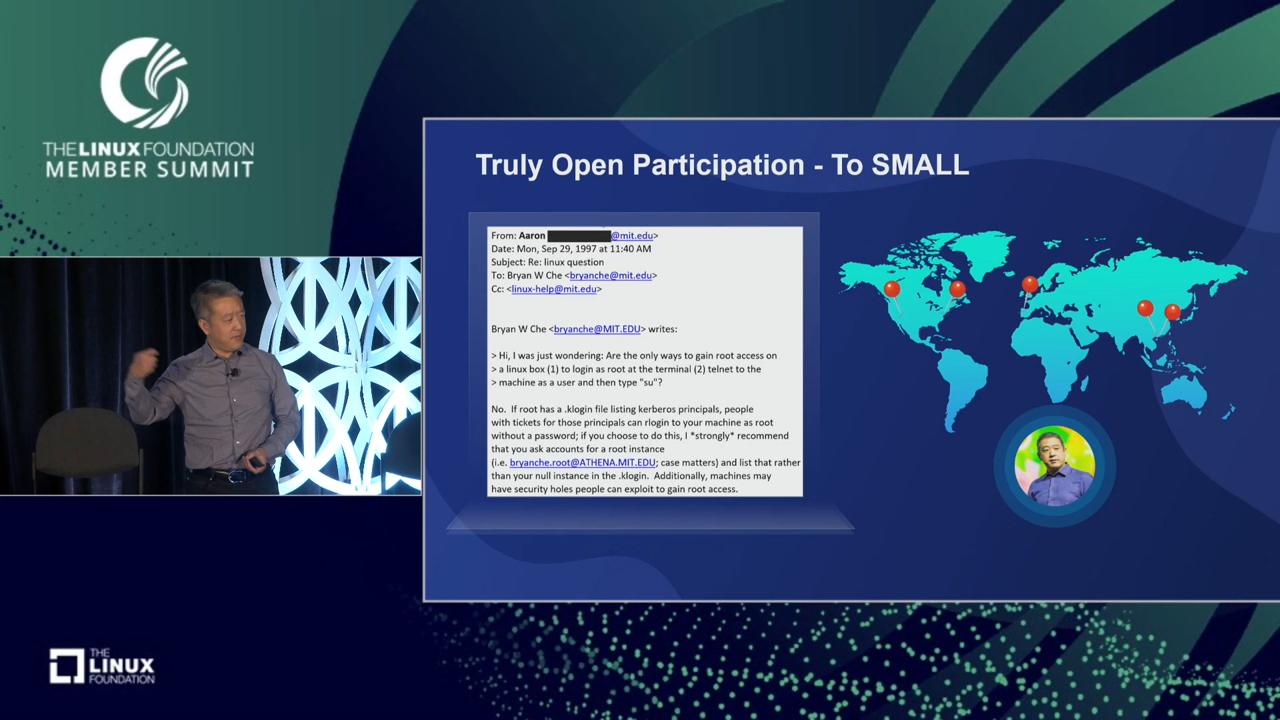 THE LINUX FOUNDATION
MEMBER SUMMIT
Truly Open Participation - To SMALL
From: Aaron @mit.edu>
Date: Mon, Sep 29, 1997 at 11:40 AM
Subject: Re: linux question
To: Bryan W Che <bryanche@mit.edu>
Cc: <linux-help@mit.edu>
Bryan W Che <bryanche@MIT.EDU> writes:
> Hi, I was just wondering: Are the only ways to gain root access on
> a linux box (1) to login as root at the terminal (2) telnet to the
> machine as a user and then type "su"?
No. If root has a .klogin file listing kerberos principals, people
with tickets for those principals can rlogin to your machine as root
without a password; if you choose to do this, I *strongly* recommend
that you ask accounts for a root instance
(i.e. bryanche.root@ATHENA.MIT.EDU; case matters) and list that rather
than your null instance in the .klogin. Additionally, machines may
have security holes people can exploit to gain root access.
THE
LINUX
FOUNDATION